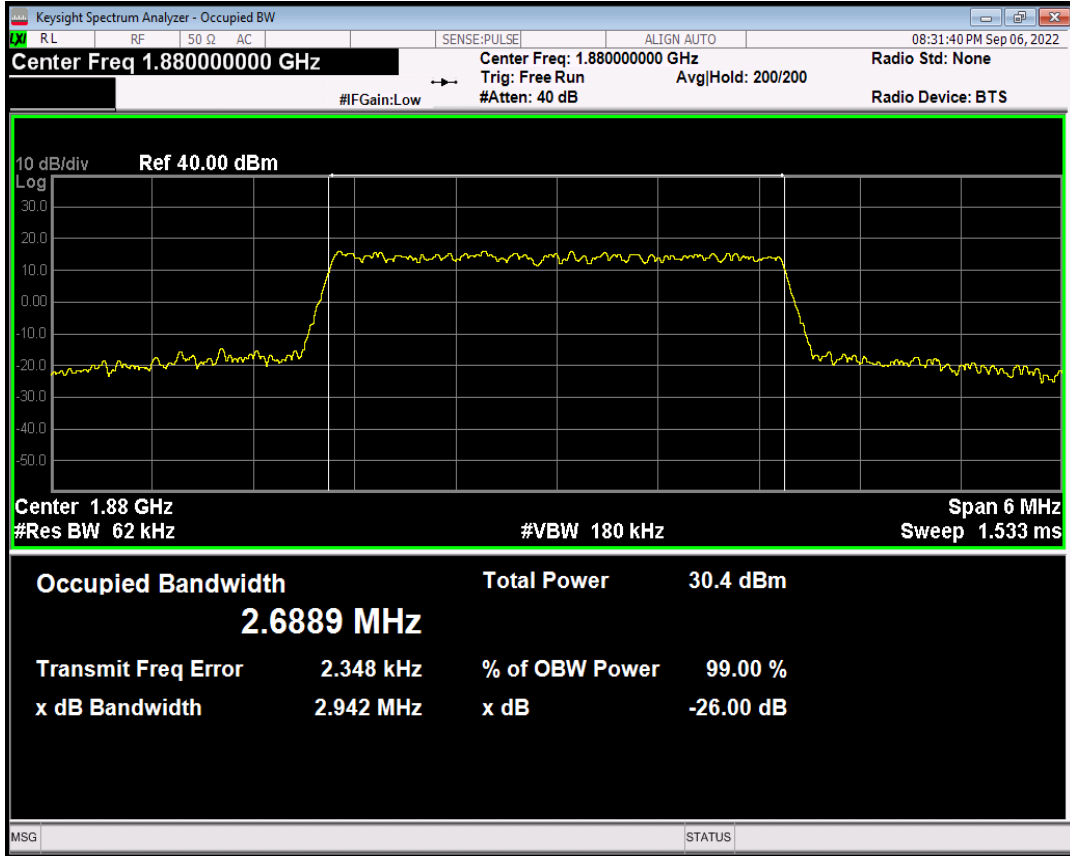 Keysight Spectrum Analyzer - Occupied BW
LXI RL RF 50 Ω AC SENSE:PULSE ALIGN AUTO 08:31:40 PM Sep 06, 2022
Center Freq 1.880000000 GHz Center Freq: 1.880000000 GHz Radio Std: None
Trig: Free Run Avg|Hold: 200/200
#IFGain:Low #Atten: 40 dB Radio Device: BTS
10 dB/div Ref 40.00 dBm
Log
30.0
20.0
10.0
0.00
-10.0
-20.0
-30.0
-40.0
-50.0
Center 1.88 GHz Span 6 MHz
#Res BW 62 kHz #VBW 180 kHz Sweep 1.533 ms
Occupied Bandwidth Total Power 30.4 dBm
2.6889 MHz
Transmit Freq Error 2.348 kHz % of OBW Power 99.00 %
x dB Bandwidth 2.942 MHz x dB -26.00 dB
MSG STATUS